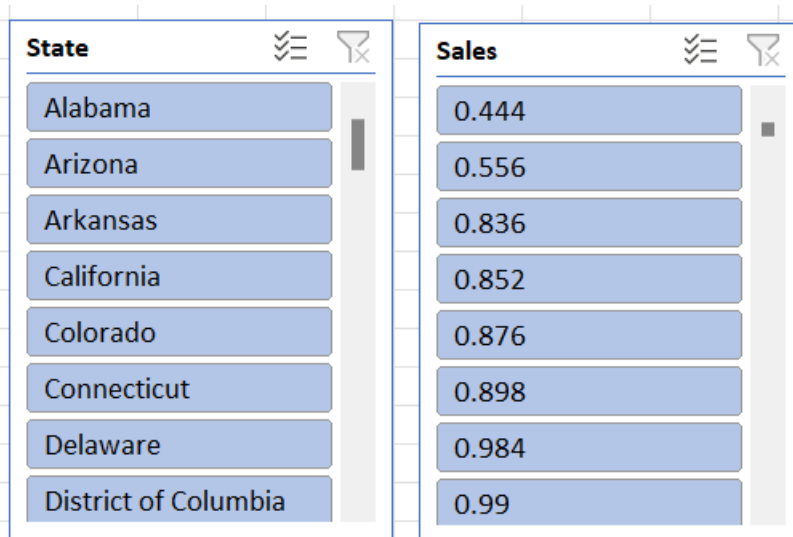 State
Alabama
Arizona
Arkansas
California
Colorado
Connecticut
Delaware
District of Columbia
Sales
0.444
0.556
0.836
0.852
0.876
0.898
0.984
0.99